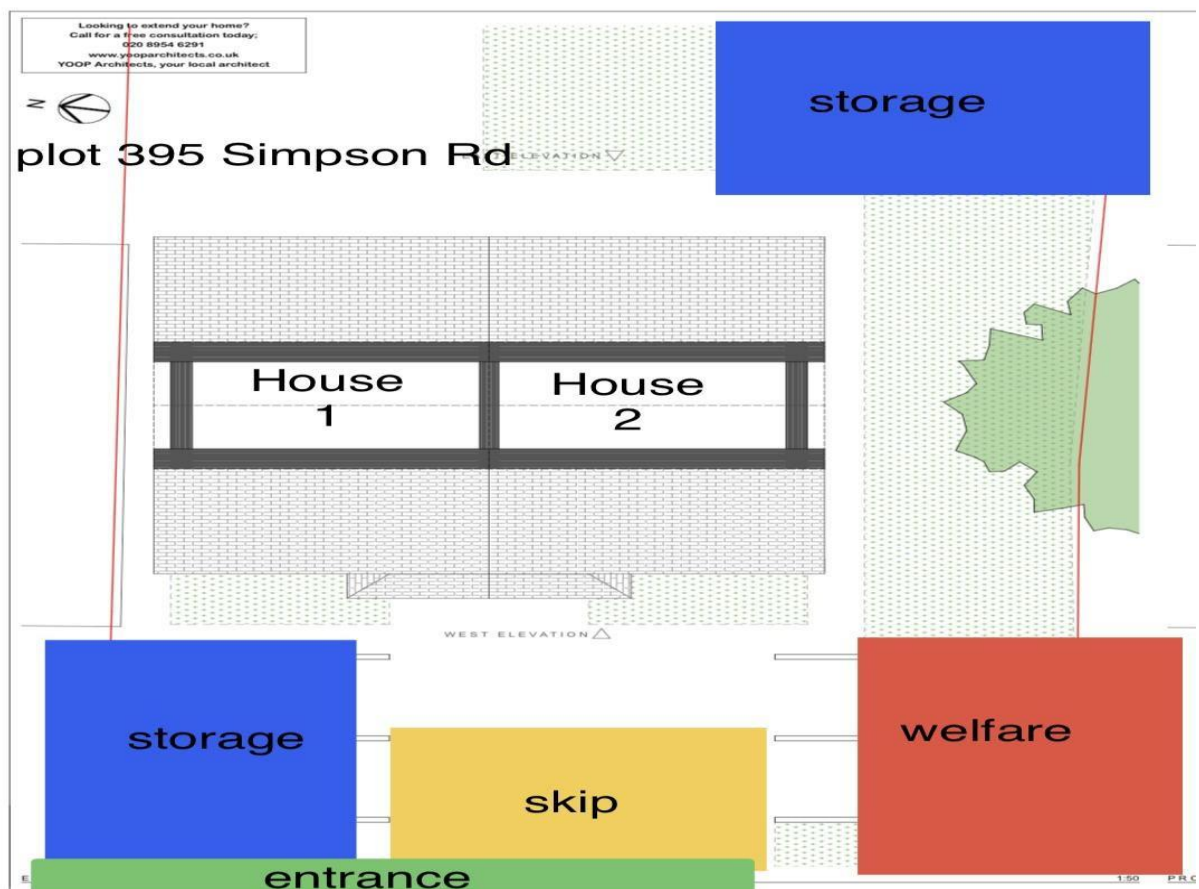 Looking to extend your home?
Call for a free consultation today;
020 8954 6291
www.yooparchitects.co.uk
YOOP Architects, your local architect
N
storage
plot 395 Simpson Rd
ELEVATION
House
1
House
2
WEST ELEVATION
storage
welfare
skip
entrance
1:50